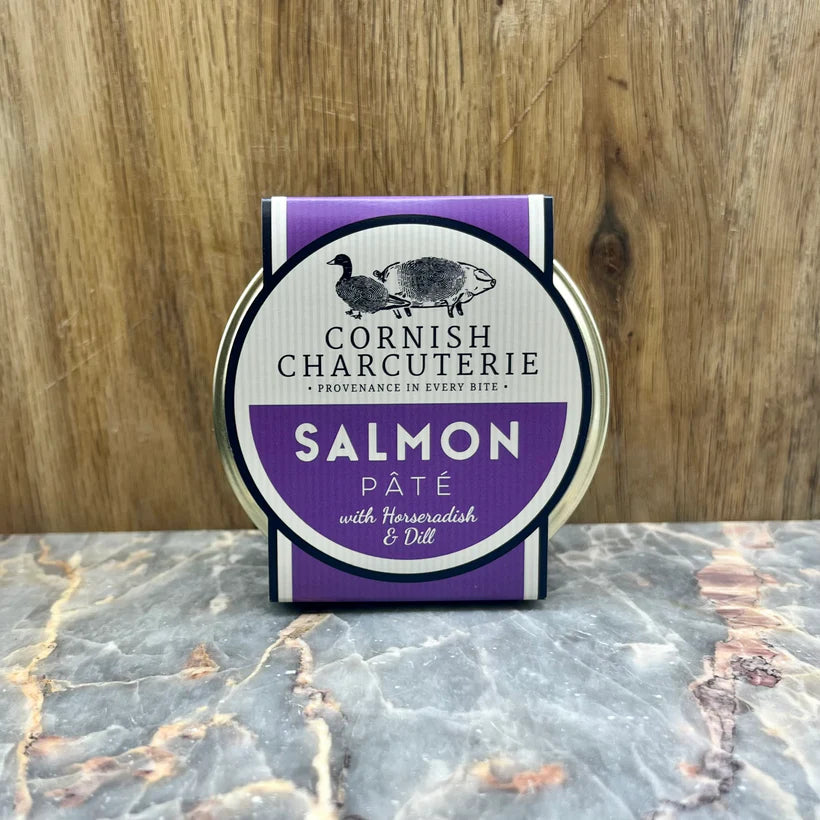 CORNISH
CHARCUTERIE
• PROVENANCE IN EVERY BITE •
SALMON
PÂTÉ
with Horseradish
& Dill